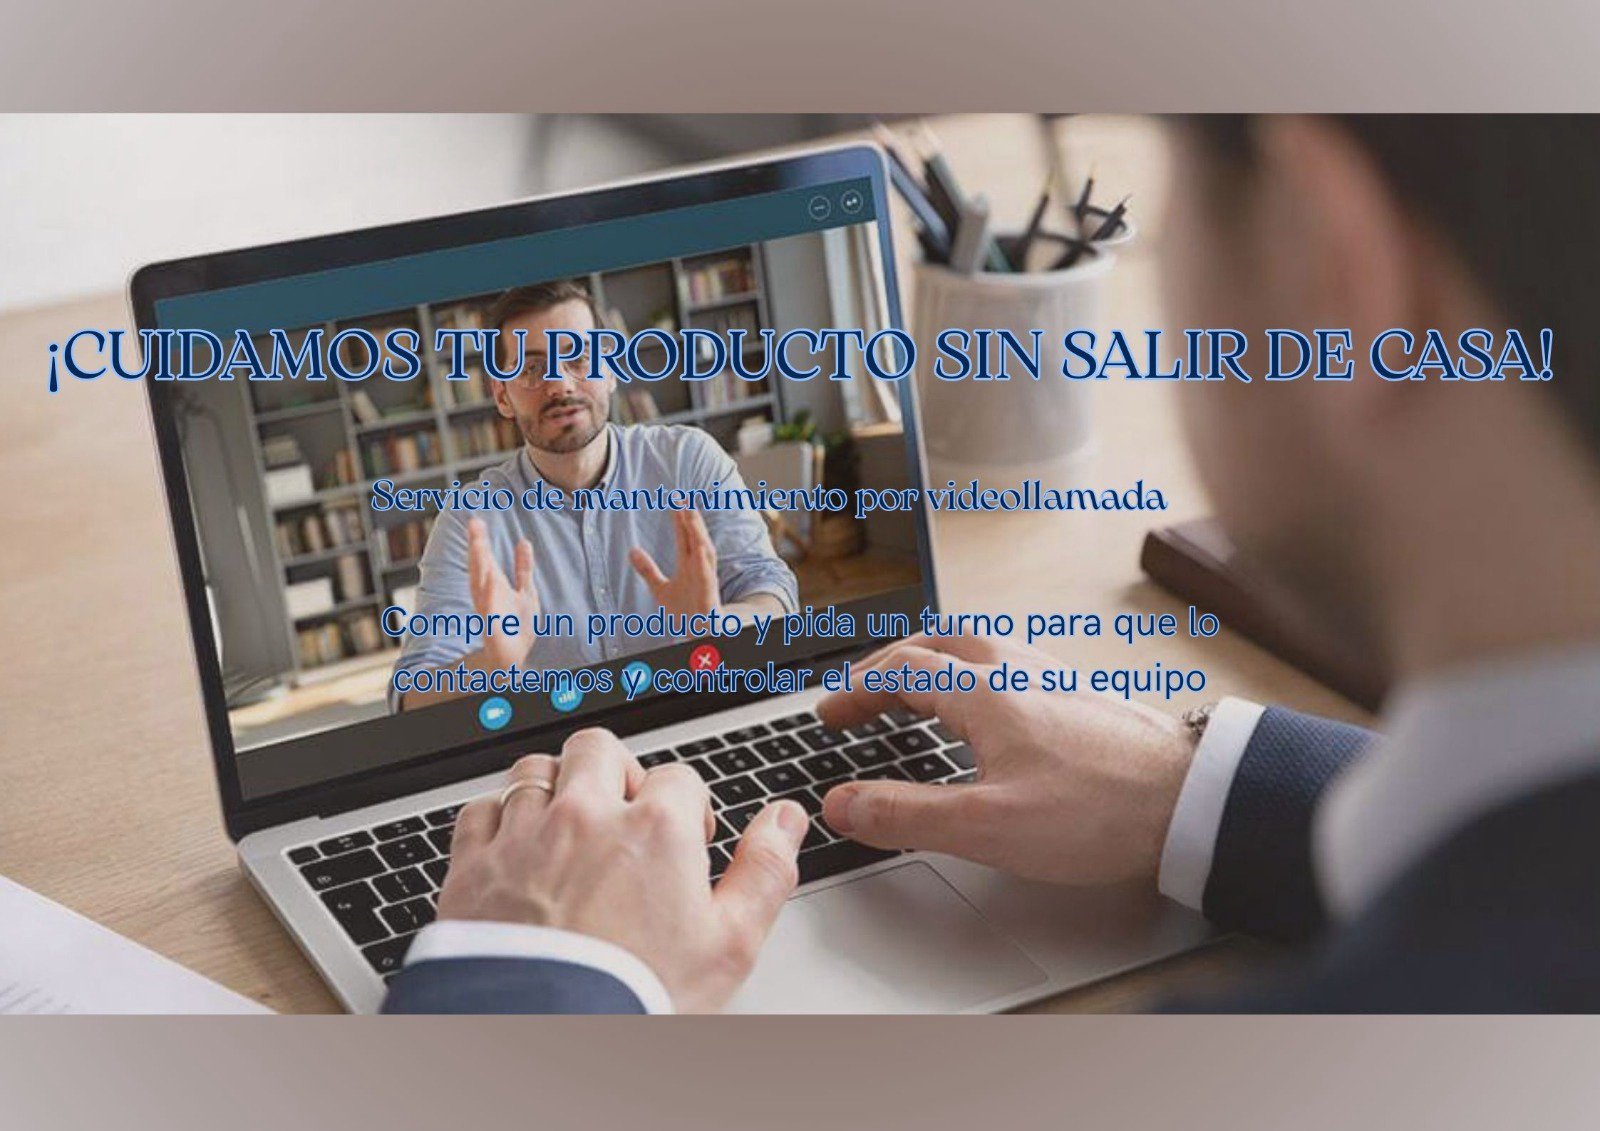 ¡CUIDAMOS TU PRODUCTO SIN SALIR DE CASA!
Servicio de mantenimiento por videollamada
Compre un producto y pida un turno para que lo
contactemos y controlar el estado de su equipo